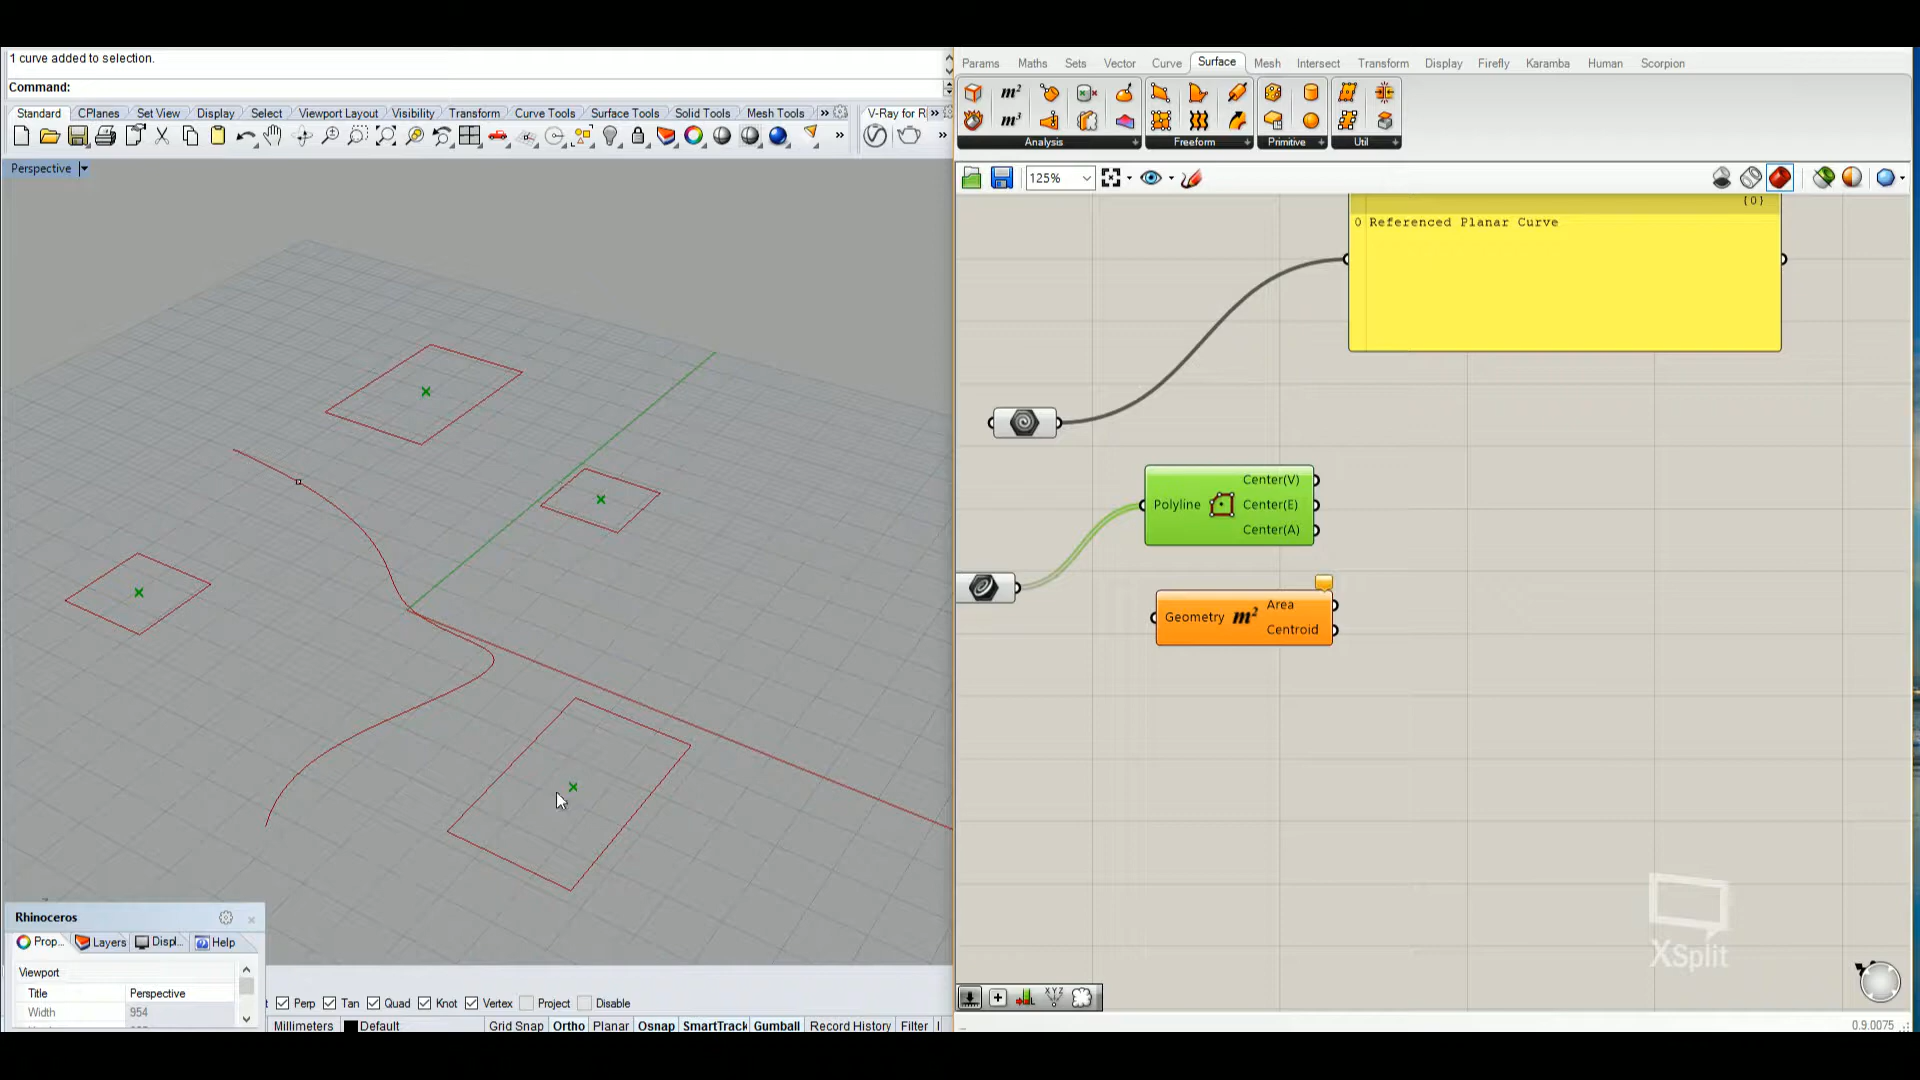 1 curve added to selection.
Command:
Standard CPlanes Set View Display Select Viewport Layout Visibility Transform Curve Tools Surface Tools Solid Tools Mesh Tools » V-Ray for R »
Perspective
Params Maths Sets Vector Curve Surface Mesh Intersect Transform Display Firefly Karamba Human Scorpion
m²
m³
Analysis Freeform Primitive Util
125%
{0}
0 Referenced Planar Curve
Polyline
Center(V)
Center(E)
Center(A)
Geometry m²
Area
Centroid
Rhinoceros
Prop... Layers Displ... Help
Viewport
Title Perspective
Width 954
Perp Tan Quad Knot Vertex Project Disable
Millimeters Default Grid Snap Ortho Planar Osnap SmartTrack Gumball Record History Filter
XYZ
XSplit
0.9.0075